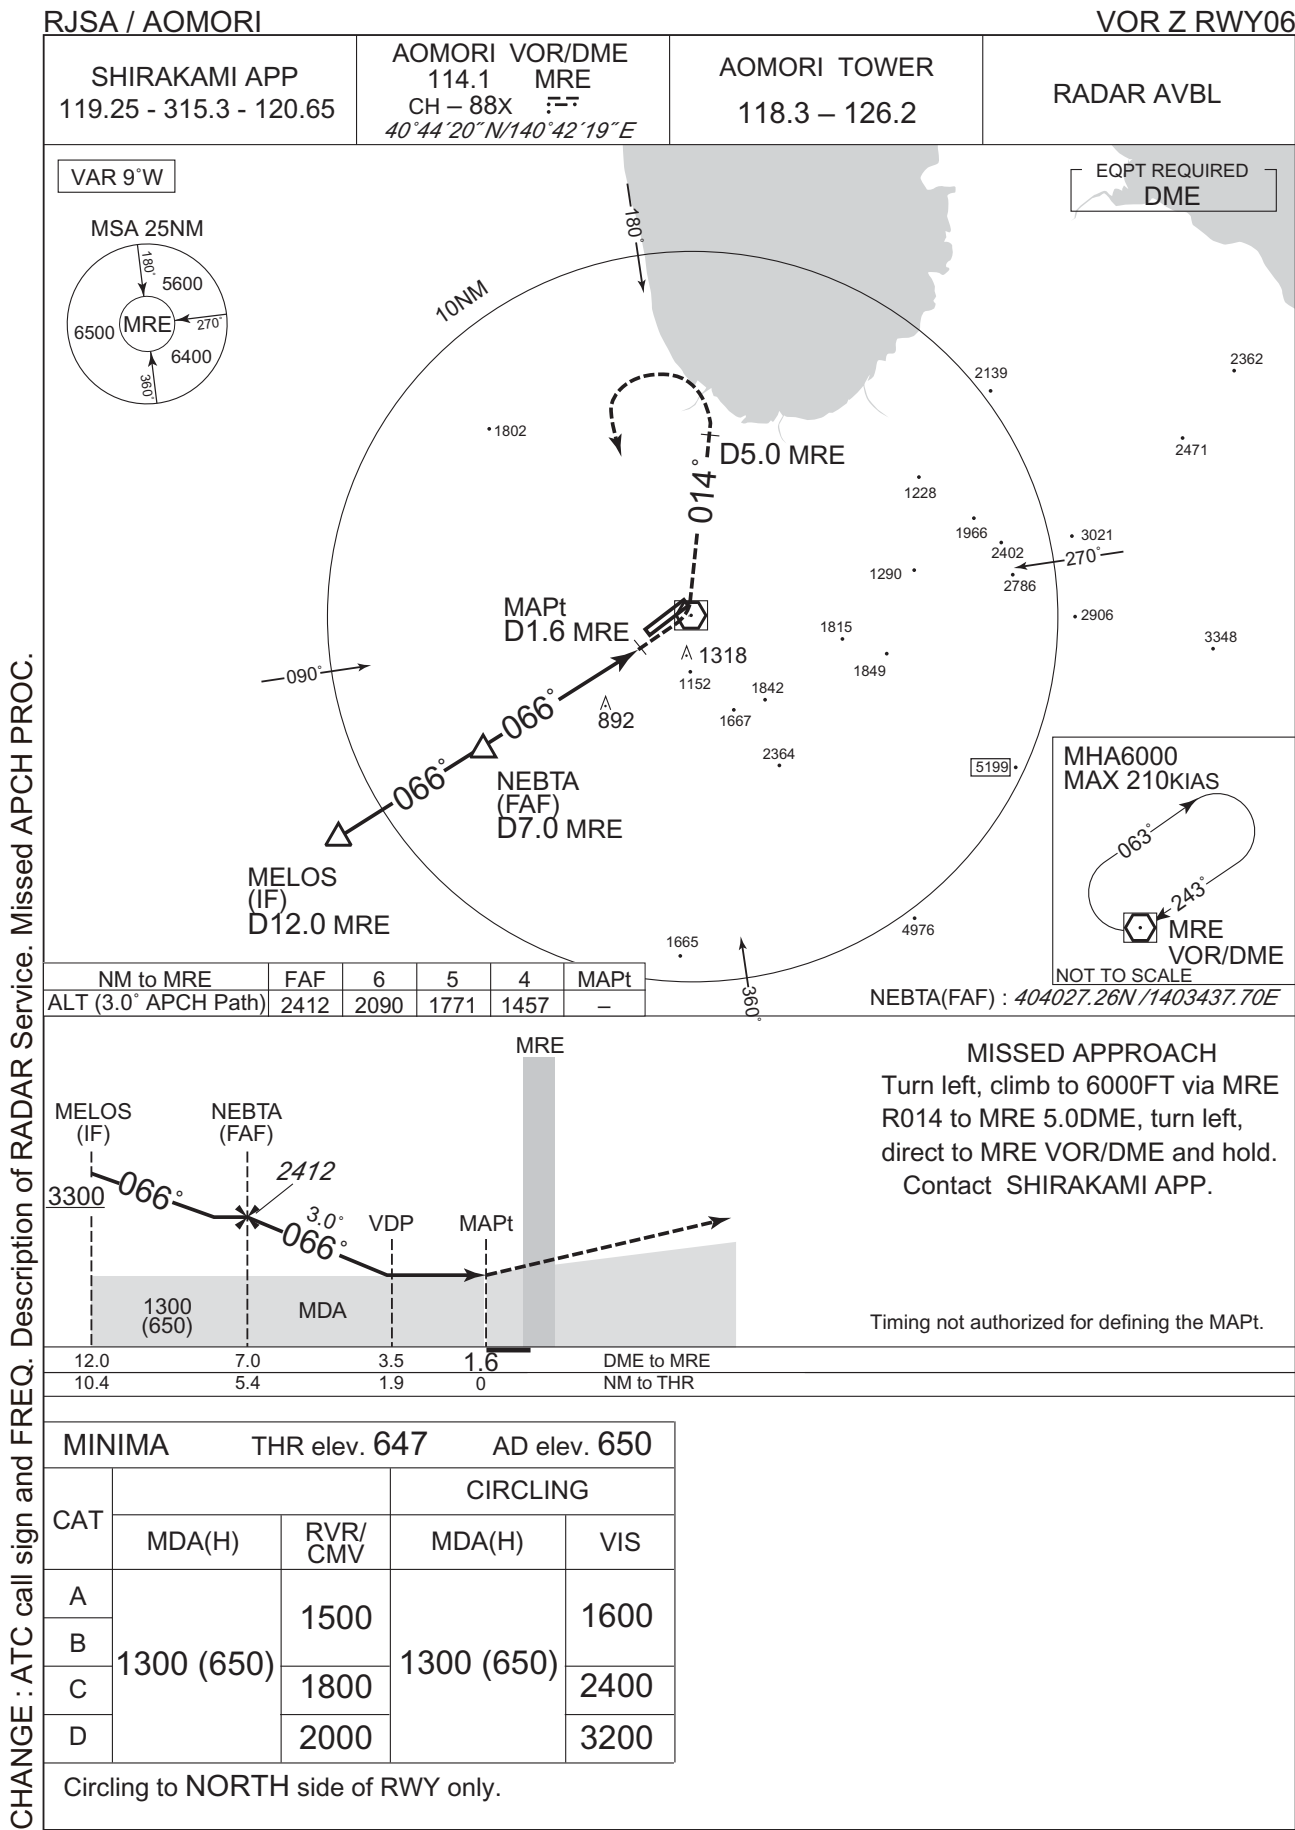 RJSA / AOMORI
VOR Z RWY06
SHIRAKAMI APP
119.25 - 315.3 - 120.65
AOMORI VOR/DME
114.1 MRE
CH – 88X
40°44´20˝N/140°42´19˝E
AOMORI TOWER
118.3 – 126.2
RADAR AVBL
VAR 9°W
MSA 25NM
180°
5600
MRE
270°
6500
6400
360°
EQPT REQUIRED
DME
180°
10NM
2139
2362
1802
2471
D5.0 MRE
014°
1228
1966
2402
3021
270°
1290
2786
MAPt
D1.6 MRE
2906
1815
3348
1318
1849
090°
1152
1842
892
1667
066°
2364
5199
066°
NEBTA
(FAF)
D7.0 MRE
MELOS
(IF)
D12.0 MRE
4976
1665
360°
MHA6000
MAX 210KIAS
063°
243°
MRE
VOR/DME
NOT TO SCALE
NM to MRE FAF 6 5 4 MAPt
ALT (3.0° APCH Path) 2412 2090 1771 1457 –
NEBTA(FAF) : 404027.26N /1403437.70E
MRE
MELOS
(IF)
NEBTA
(FAF)
3300
066°
2412
3.0°
066°
VDP
MAPt
1300
(650)
MDA
MISSED APPROACH
Turn left, climb to 6000FT via MRE
R014 to MRE 5.0DME, turn left,
direct to MRE VOR/DME and hold.
Contact SHIRAKAMI APP.
Timing not authorized for defining the MAPt.
12.0 7.0 3.5 1.6 DME to MRE
10.4 5.4 1.9 0 NM to THR
MINIMA THR elev. 647 AD elev. 650
CAT
CIRCLING
MDA(H)
RVR/
CMV
MDA(H)
VIS
A
B
C
D
1300 (650)
1500
1800
2000
1300 (650)
1600
2400
3200
Circling to NORTH side of RWY only.
CHANGE : ATC call sign and FREQ. Description of RADAR Service. Missed APCH PROC.